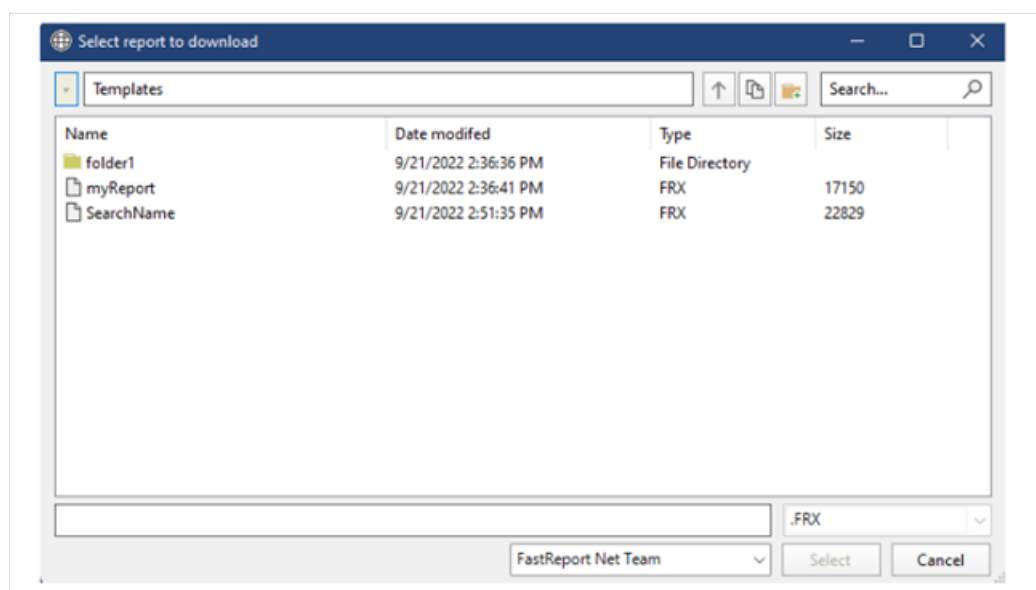 Select report to download
Templates Search...
Name Date modifed Type Size
folder1 9/21/2022 2:36:36 PM File Directory
myReport 9/21/2022 2:36:41 PM FRX 17150
SearchName 9/21/2022 2:51:35 PM FRX 22829
.FRX
FastReport Net Team Select Cancel